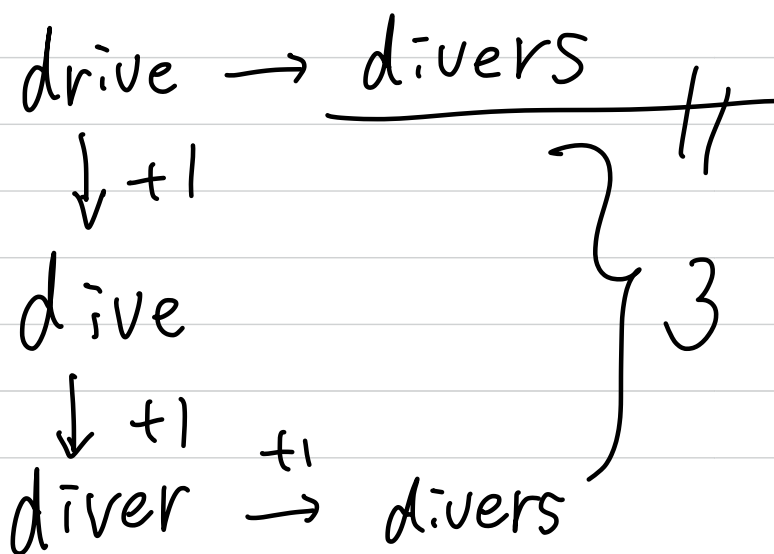 drive → divers
↓ +1
dive
3
↓ +1 +1
diver → divers